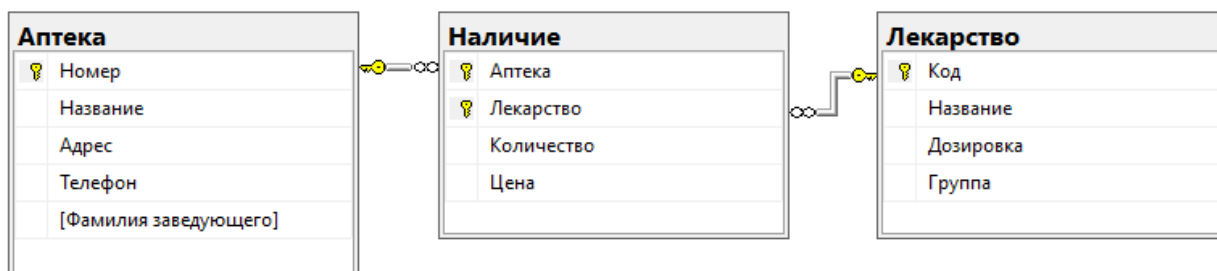 Аптека
Номер
Название
Адрес
Телефон
[Фамилия заведующего]
Наличие
Аптека
Лекарство
Количество
Цена
Лекарство
Код
Название
Дозировка
Группа